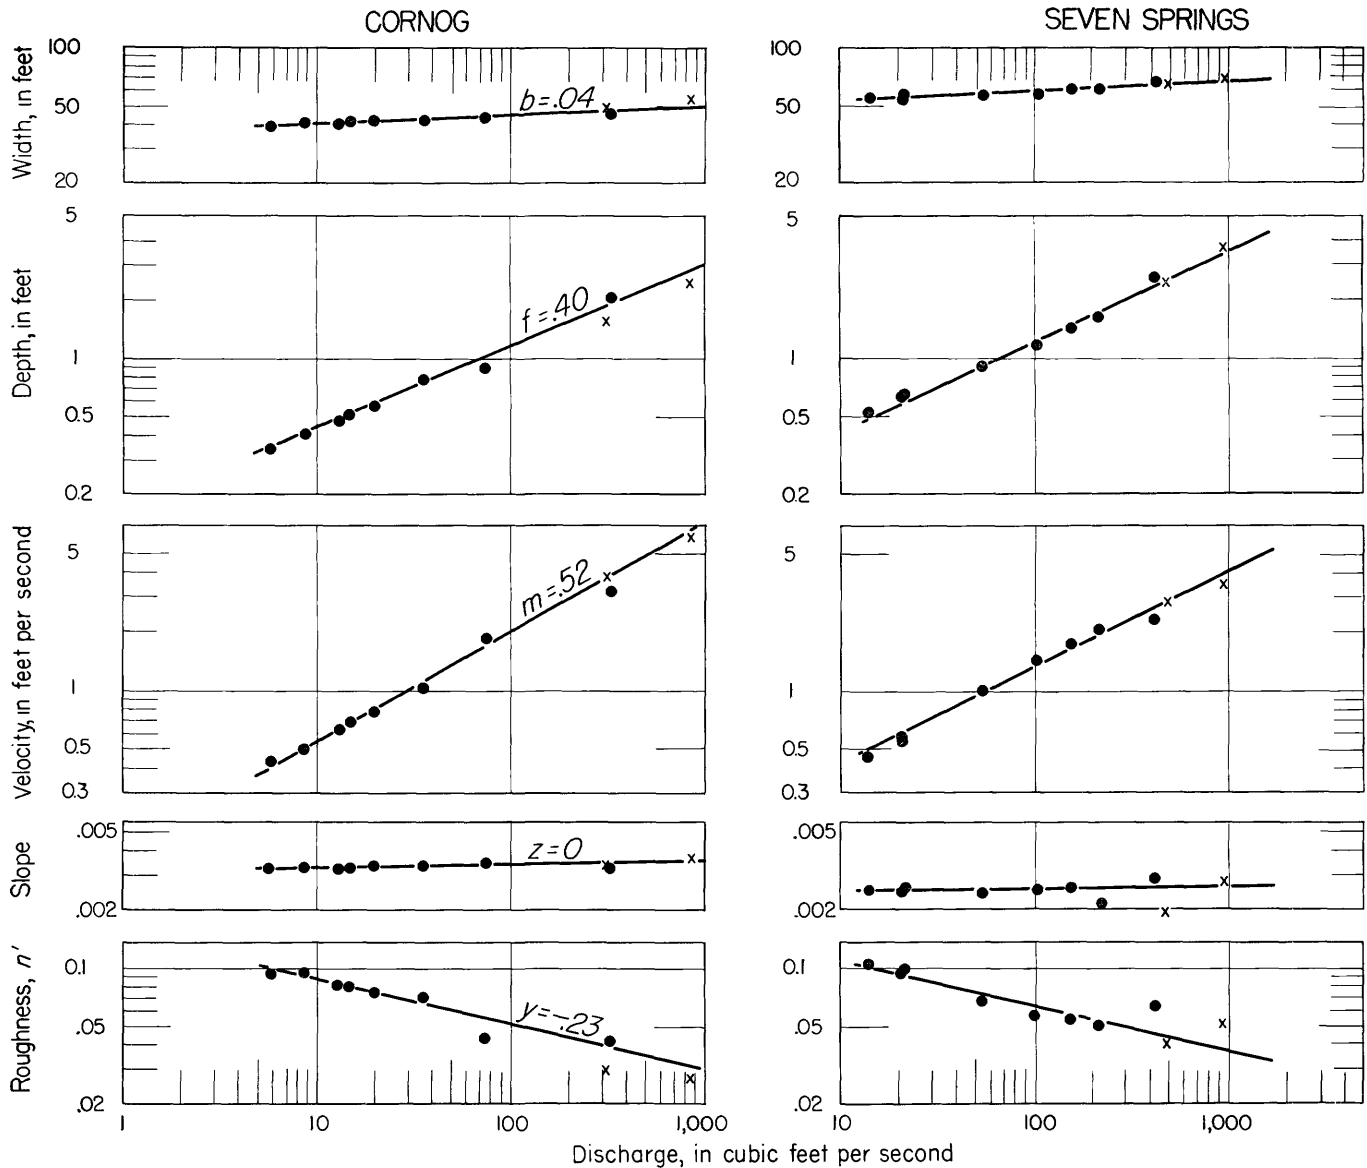 CORNOG
SEVEN SPRINGS
Width, in feet
100
50
20
b=.04
100
50
20
Depth, in feet
5
1
0.5
0.2
f=.40
5
1
0.5
0.2
Velocity, in feet per second
5
1
0.5
0.3
m=.52
5
1
0.5
0.3
Slope
.005
.002
z=0
.005
.002
Roughness, n'
0.1
.05
.02
y=-.23
0.1
.05
.02
1 10 100 1,000
10 100 1,000
Discharge, in cubic feet per second